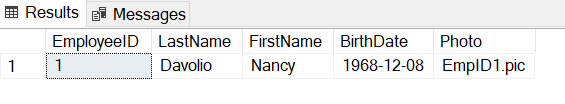 Results Messages
EmployeeID LastName FirstName BirthDate Photo
1 1 Davolio Nancy 1968-12-08 EmpID1.pic